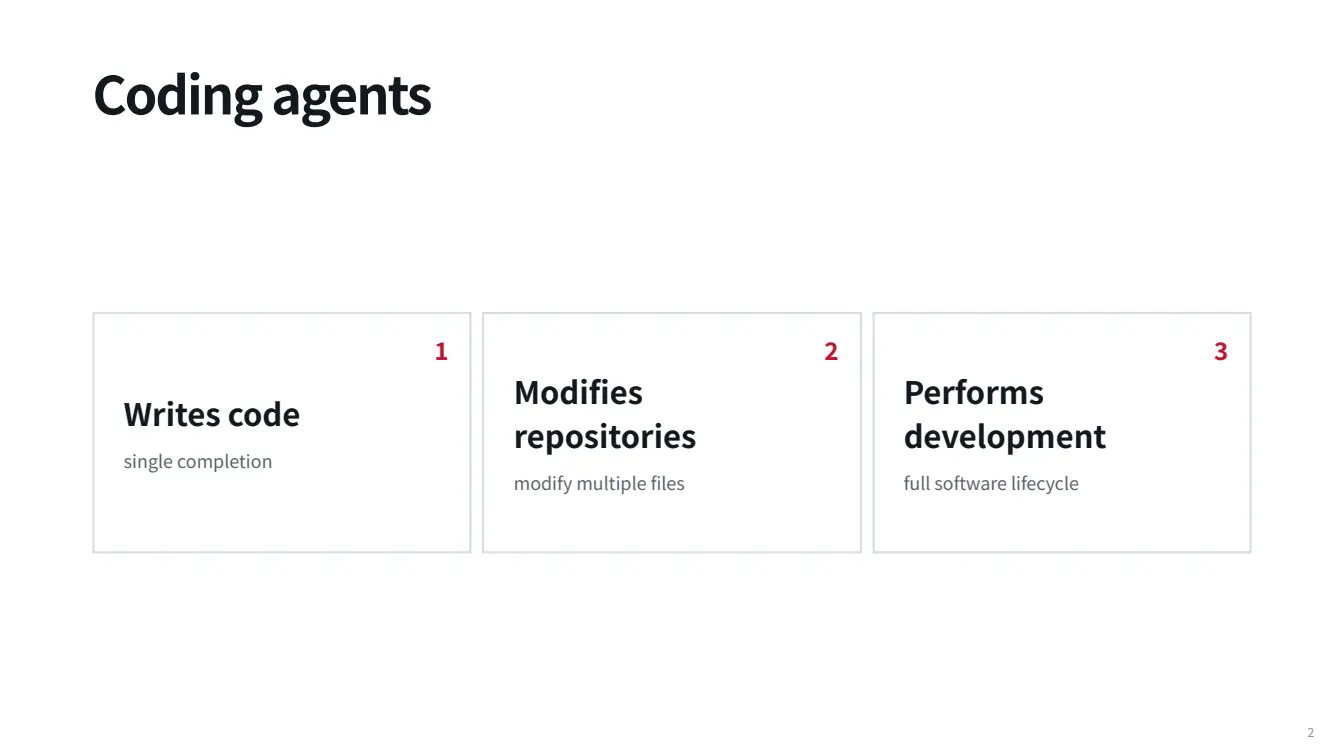 Coding agents
1
Writes code
single completion
2
Modifies
repositories
modify multiple files
3
Performs
development
full software lifecycle
2